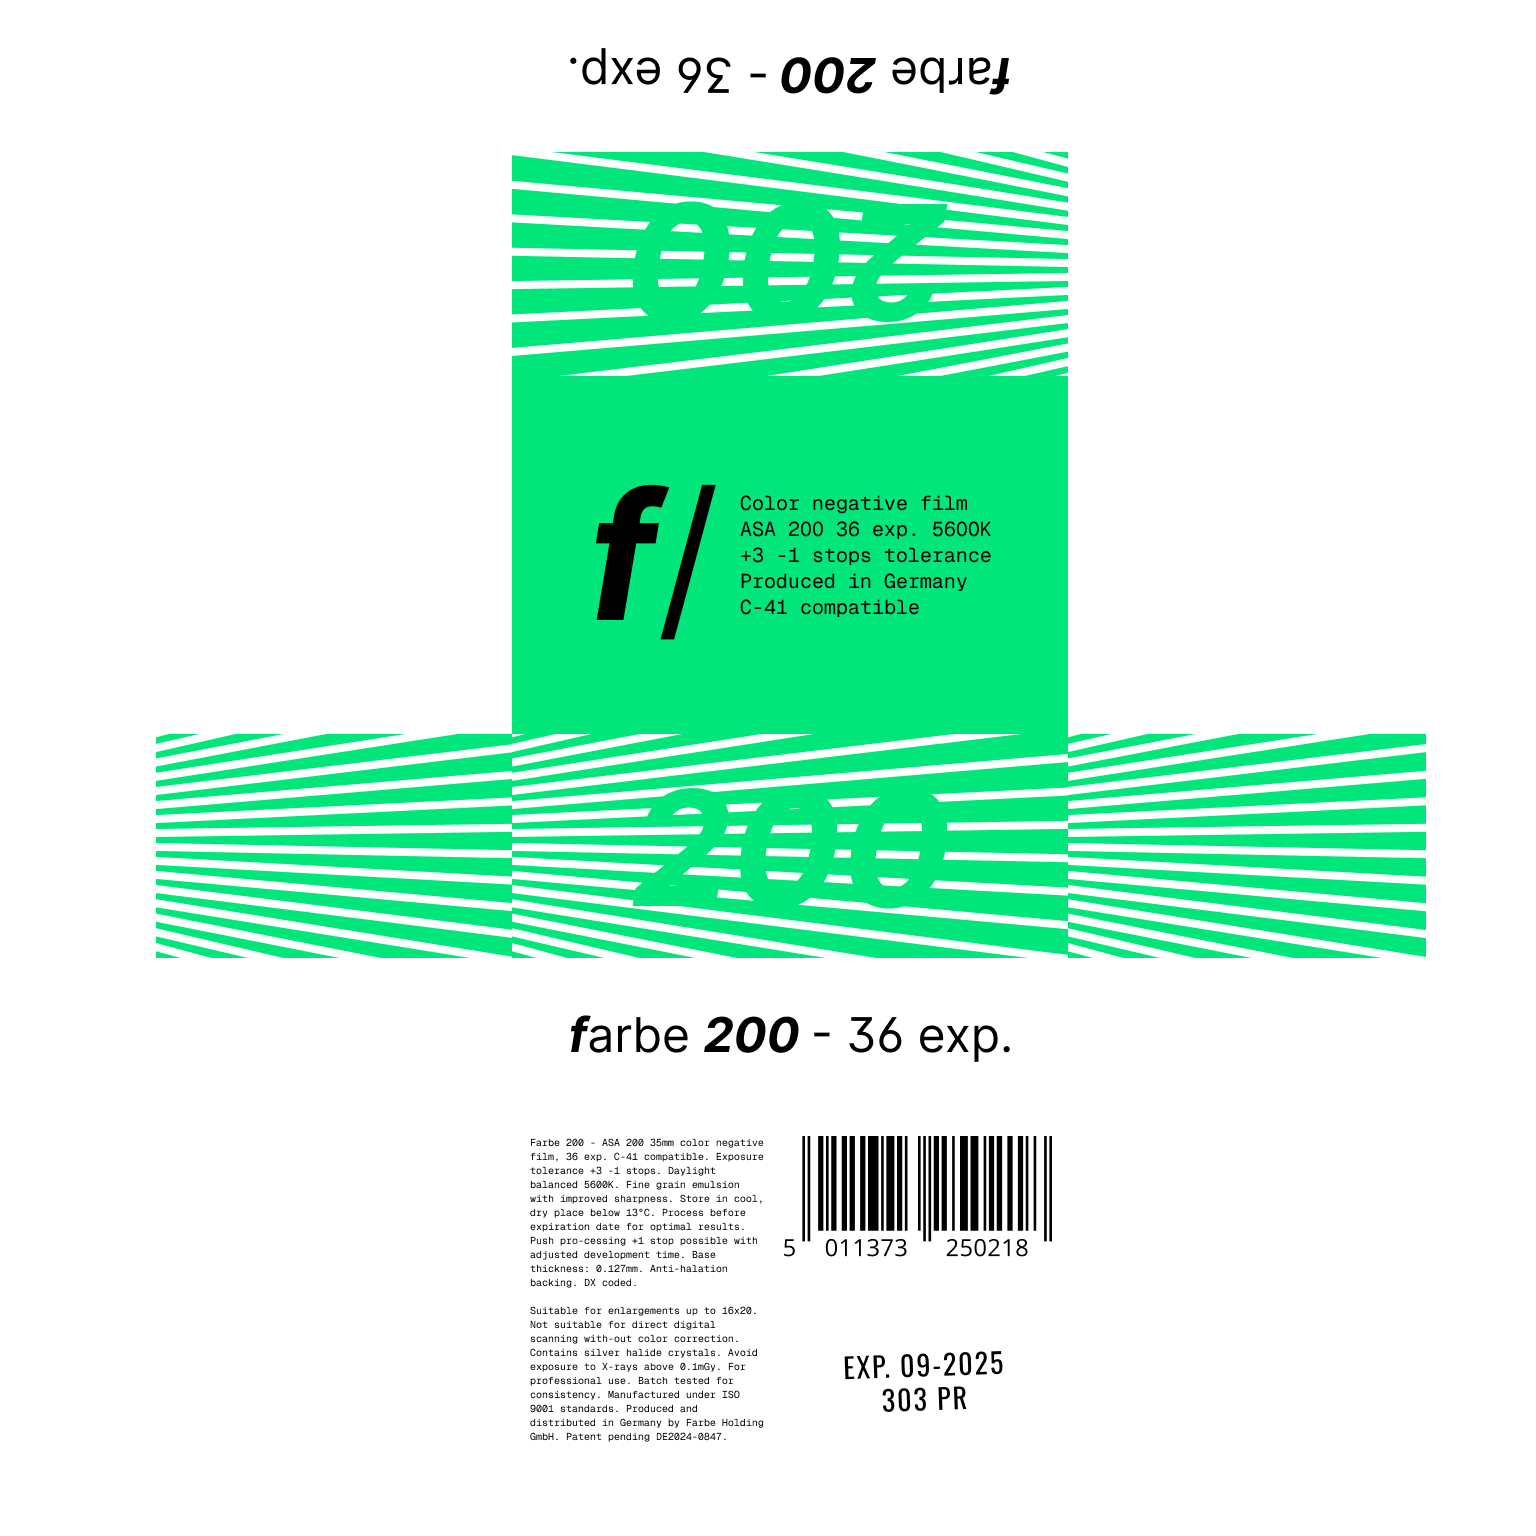 farbe 200 - 36 exp.
200
f/
Color negative film
ASA 200 36 exp. 5600K
+3 -1 stops tolerance
Produced in Germany
C-41 compatible
200
farbe 200 - 36 exp.
Farbe 200 - ASA 200 35mm color negative
film, 36 exp. C-41 compatible. Exposure
tolerance +3 -1 stops. Daylight
balanced 5600K. Fine grain emulsion
with improved sharpness. Store in cool,
dry place below 13°C. Process before
expiration date for optimal results.
Push pro-cessing +1 stop possible with
adjusted development time. Base
thickness: 0.127mm. Anti-halation
backing. DX coded.
Suitable for enlargements up to 16x20.
Not suitable for direct digital
scanning with-out color correction.
Contains silver halide crystals. Avoid
exposure to X-rays above 0.1mGy. For
professional use. Batch tested for
consistency. Manufactured under ISO
9001 standards. Produced and
distributed in Germany by Farbe Holding
GmbH. Patent pending DE2024-0847.
5 011373 250218
EXP. 09-2025
303 PR